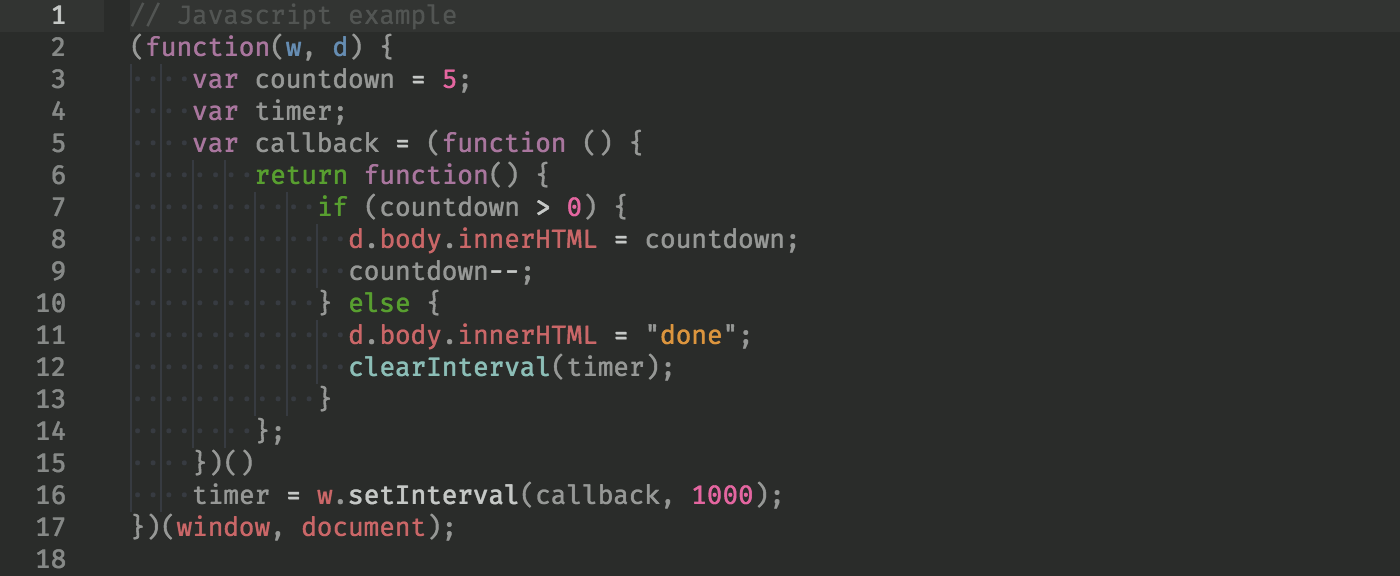 1 // Javascript example
2 (function(w, d) {
3     var countdown = 5;
4     var timer;
5     var callback = (function () {
6         return function() {
7             if (countdown > 0) {
8               d.body.innerHTML = countdown;
9               countdown--;
10             } else {
11               d.body.innerHTML = "done";
12               clearInterval(timer);
13             }
14         };
15     })()
16     timer = w.setInterval(callback, 1000);
17 })(window, document);
18